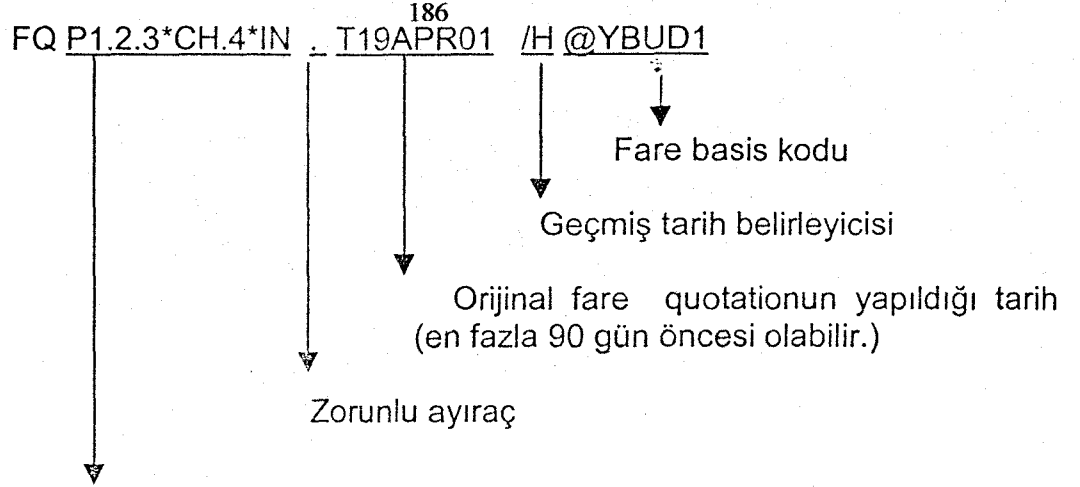 186
FQ P1.2.3*CH.4*IN . T19APR01 /H @YBUD1
Fare basis kodu
Geçmiş tarih belirleyicisi
Orijinal fare quotationun yapıldığı tarih
(en fazla 90 gün öncesi olabilir.)
Zorunlu ayıraç